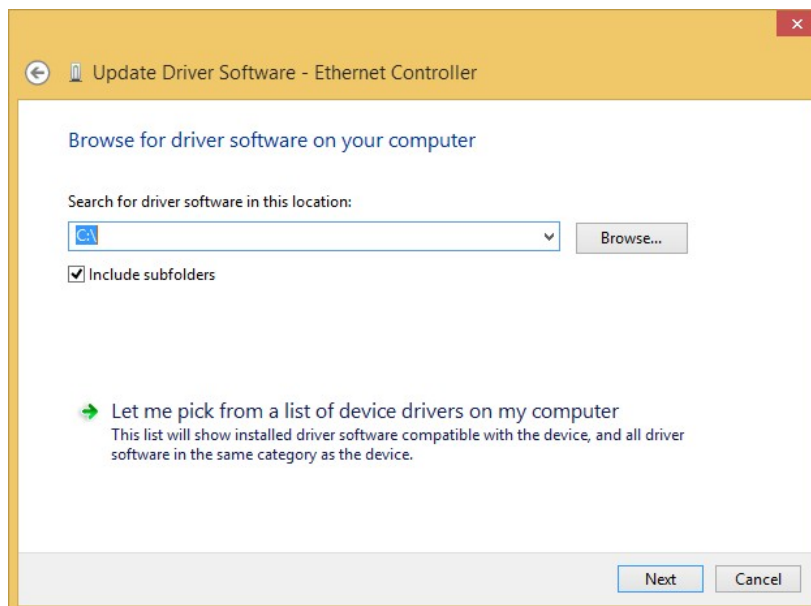 Update Driver Software - Ethernet Controller
Browse for driver software on your computer
Search for driver software in this location:
C:\
Browse...
Include subfolders
Let me pick from a list of device drivers on my computer
This list will show installed driver software compatible with the device, and all driver
software in the same category as the device.
Next
Cancel